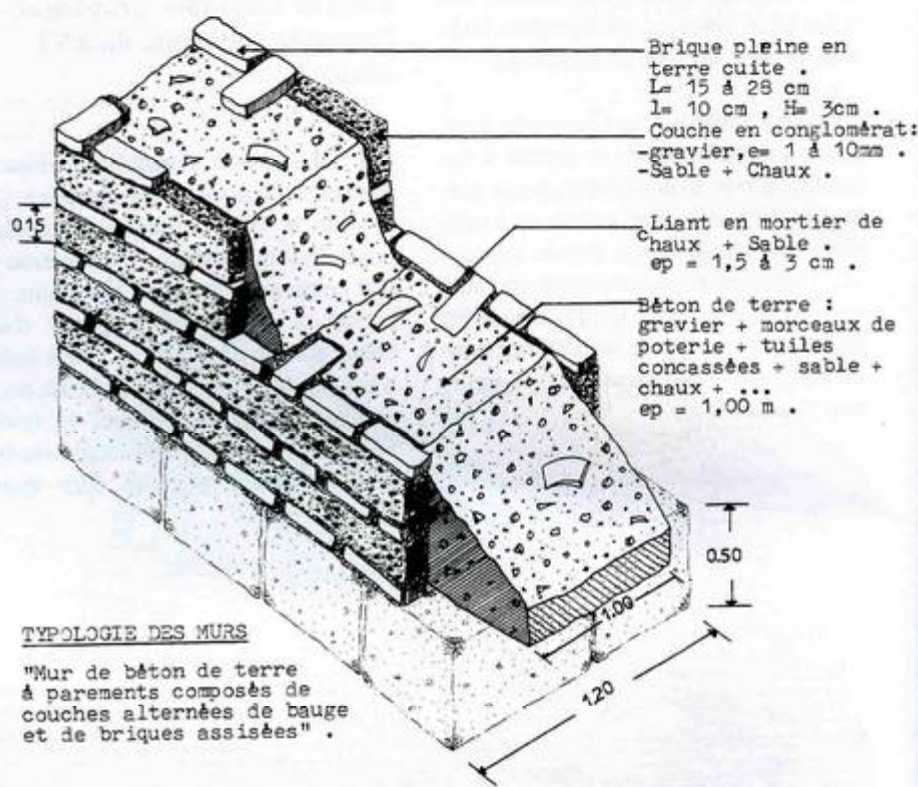 Brique pleine en
terre cuite .
L= 15 à 28 cm
l= 10 cm , H= 3cm .
Couche en conglomérat:
-gravier,e= 1 à 10mm .
-Sable + Chaux .
015
Liant en mortier de
chaux + Sable .
ep = 1,5 à 3 cm .
Béton de terre :
gravier + morceaux de
poterie + tuiles
concassées + sable +
chaux + ...
ep = 1,00 m .
0.50
1.00
1.20
TYPOLOGIE DES MURS
"Mur de béton de terre
à parements composés de
couches alternées de bauge
et de briques assisées" .